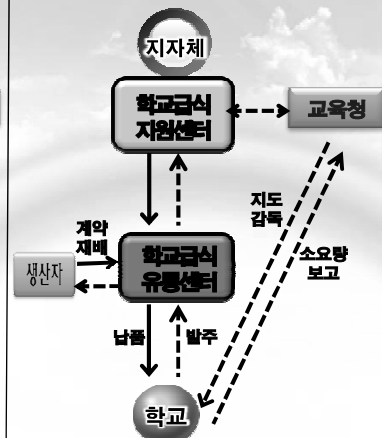 지자체
학교급식
지원센터
교육청
지도
감독
계약
재배
소요량
보고
생산자
학교급식
유통센터
납품
발주
학교